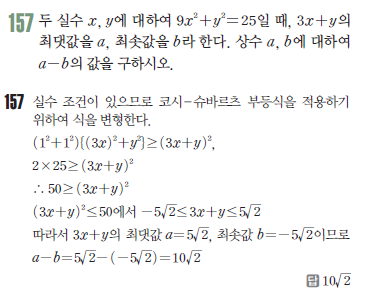 157 두 실수 x, y에 대하여 9x²+y²=25일 때, 3x+y의
최댓값을 a, 최솟값을 b라 한다. 상수 a, b에 대하여
a-b의 값을 구하시오.
157 실수 조건이 있으므로 코시-슈바르츠 부등식을 적용하기
위하여 식을 변형한다.
(1²+1²){(3x)²+y²}≥(3x+y)²,
2×25≥(3x+y)²
∴ 50≥(3x+y)²
(3x+y)²≤50에서 -5√2≤3x+y≤5√2
따라서 3x+y의 최댓값 a=5√2, 최솟값 b=-5√2이므로
a-b=5√2-(-5√2)=10√2
답 10√2